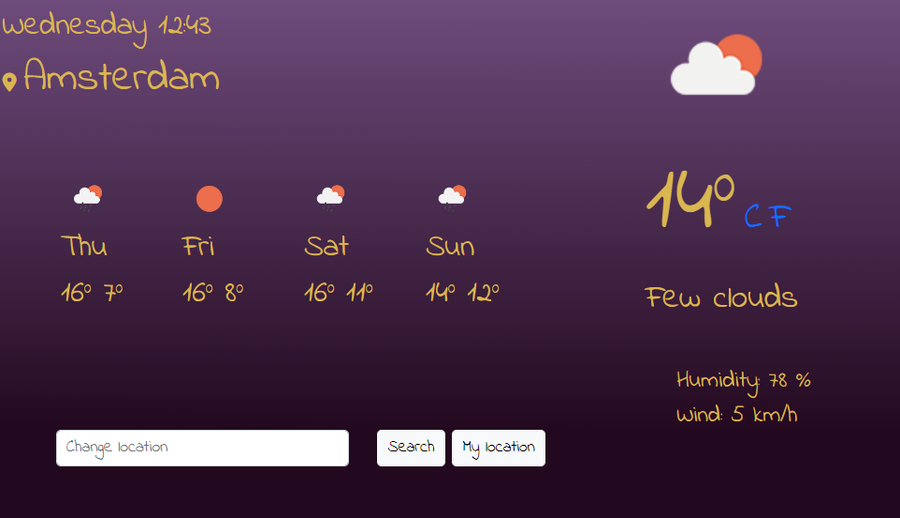 wednesday 12:43
Amsterdam
14° C F
Thu Fri Sat Sun
16° 7° 16° 8° 16° 11° 14° 12°
Few clouds
Humidity: 78 %
wind: 5 km/h
Change location Search My location